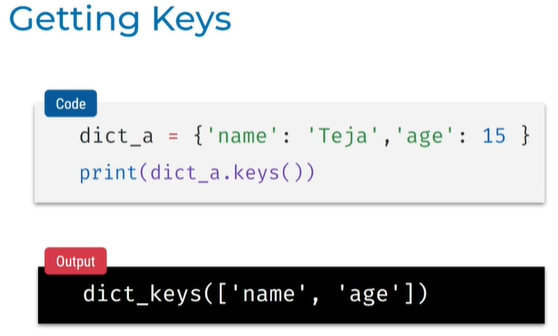 Getting Keys
Code
dict_a = {'name': 'Teja','age': 15 }
print(dict_a.keys())
Output
dict_keys(['name', 'age'])